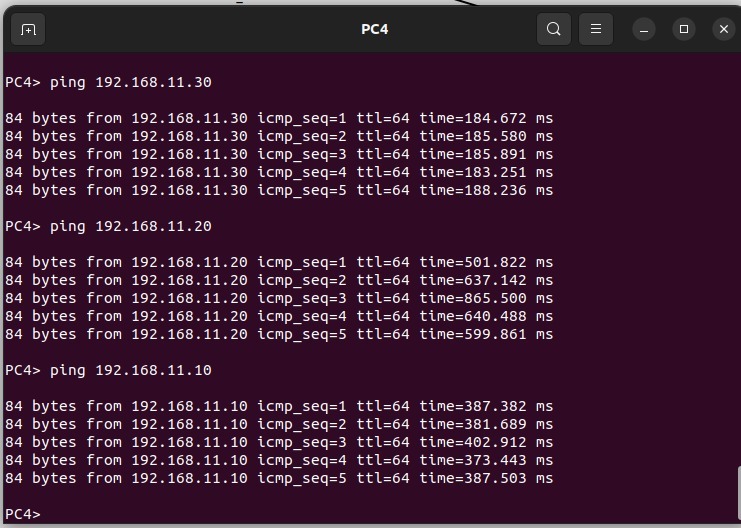 PC4
PC4> ping 192.168.11.30
84 bytes from 192.168.11.30 icmp_seq=1 ttl=64 time=184.672 ms
84 bytes from 192.168.11.30 icmp_seq=2 ttl=64 time=185.580 ms
84 bytes from 192.168.11.30 icmp_seq=3 ttl=64 time=185.891 ms
84 bytes from 192.168.11.30 icmp_seq=4 ttl=64 time=183.251 ms
84 bytes from 192.168.11.30 icmp_seq=5 ttl=64 time=188.236 ms
PC4> ping 192.168.11.20
84 bytes from 192.168.11.20 icmp_seq=1 ttl=64 time=501.822 ms
84 bytes from 192.168.11.20 icmp_seq=2 ttl=64 time=637.142 ms
84 bytes from 192.168.11.20 icmp_seq=3 ttl=64 time=865.500 ms
84 bytes from 192.168.11.20 icmp_seq=4 ttl=64 time=640.488 ms
84 bytes from 192.168.11.20 icmp_seq=5 ttl=64 time=599.861 ms
PC4> ping 192.168.11.10
84 bytes from 192.168.11.10 icmp_seq=1 ttl=64 time=387.382 ms
84 bytes from 192.168.11.10 icmp_seq=2 ttl=64 time=381.689 ms
84 bytes from 192.168.11.10 icmp_seq=3 ttl=64 time=402.912 ms
84 bytes from 192.168.11.10 icmp_seq=4 ttl=64 time=373.443 ms
84 bytes from 192.168.11.10 icmp_seq=5 ttl=64 time=387.503 ms
PC4>